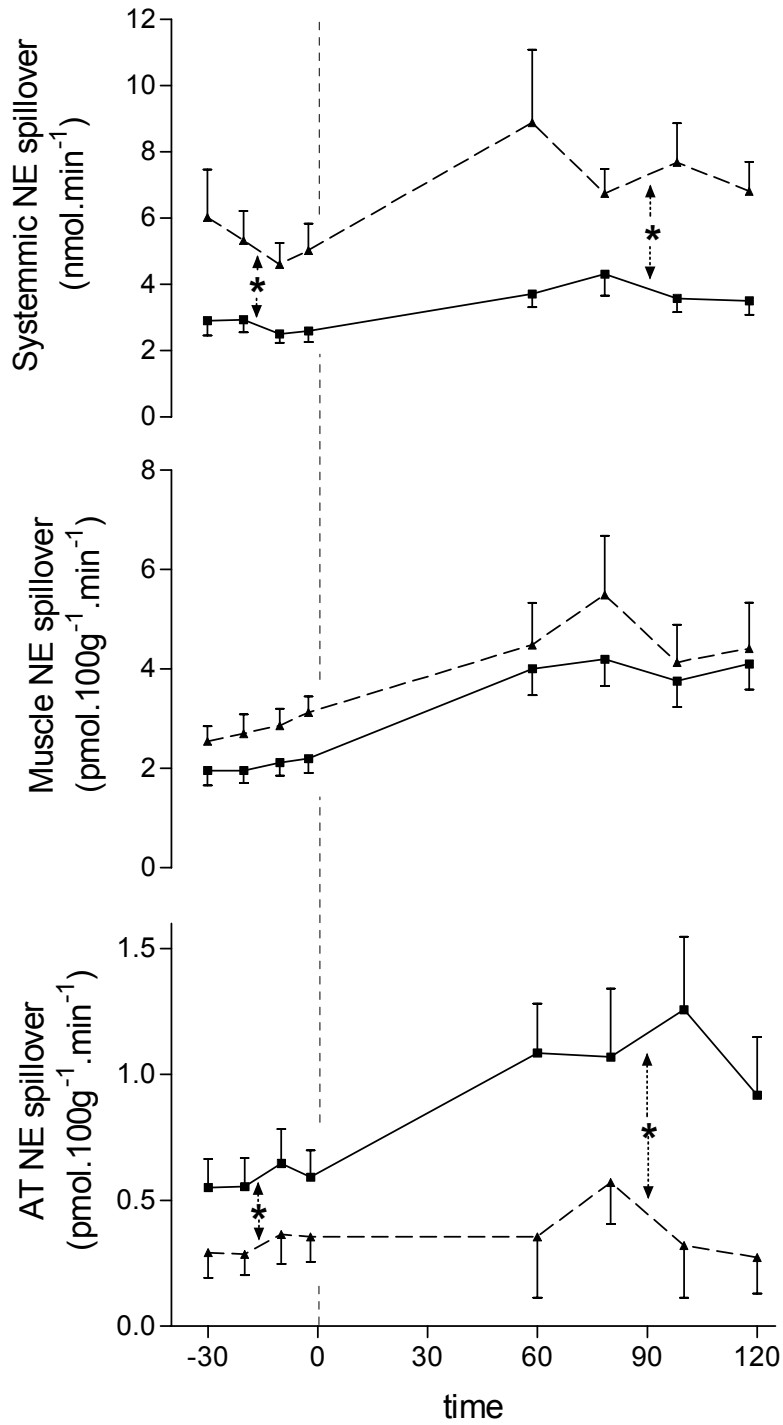 Systemmic NE spillover
(nmol.min⁻¹)
12
10
8
6
4
2
0
*
*
Muscle NE spillover
(pmol.100g⁻¹.min⁻¹)
8
6
4
2
0
AT NE spillover
(pmol.100g⁻¹.min⁻¹)
1.5
1.0
0.5
0.0
*
*
-30 0 30 60 90 120
time